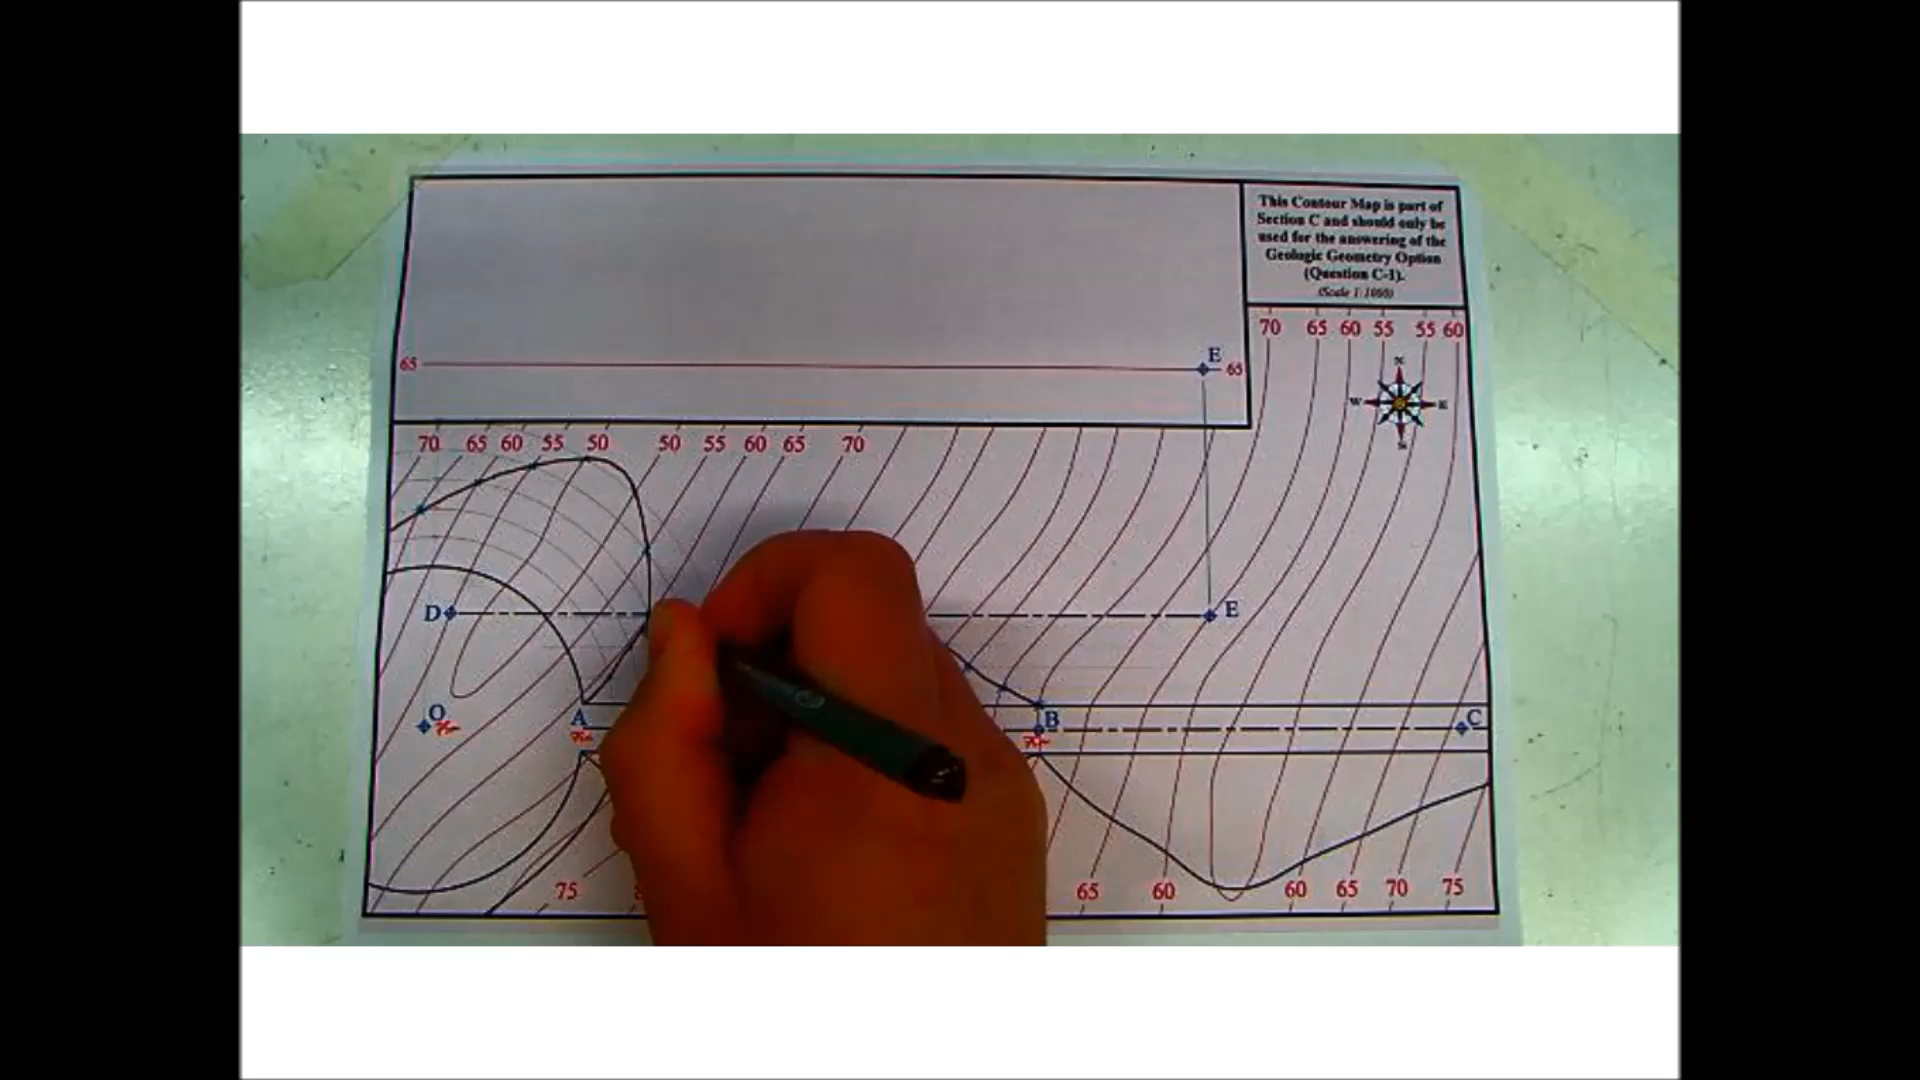 This Contour Map is part of
Section C and should only be
used for the answering of the
Geologic Geometry Option
(Question C-1).
(Scale 1:1000)
70 65 60 55 55 60
N
W E
S
65 E 65
70 65 60 55 50 50 55 60 65 70
D E
O A B C
75 65 60 60 65 70 75